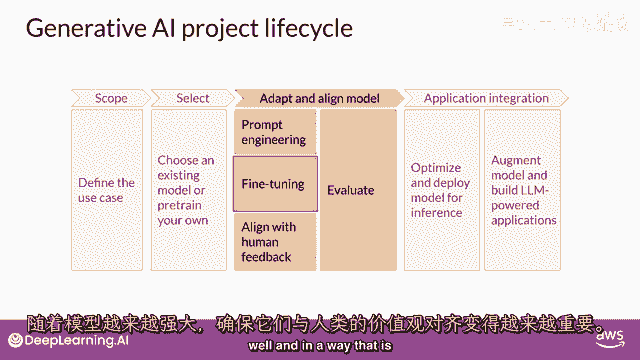 Generative AI project lifecycle
Scope
Select
Adapt and align model
Application integration
Define the
use case
Choose an
existing
model or
pretrain
your own
Prompt
engineering
Fine-tuning
Align with
human
feedback
Evaluate
Optimize
and deploy
model for
inference
Augment
model and
build LLM-
powered
applications
随着模型越来越强大，确保它们与人类的价值观对齐变得越来越重要。
well and in a way that is
DeepLearning.AI
aws